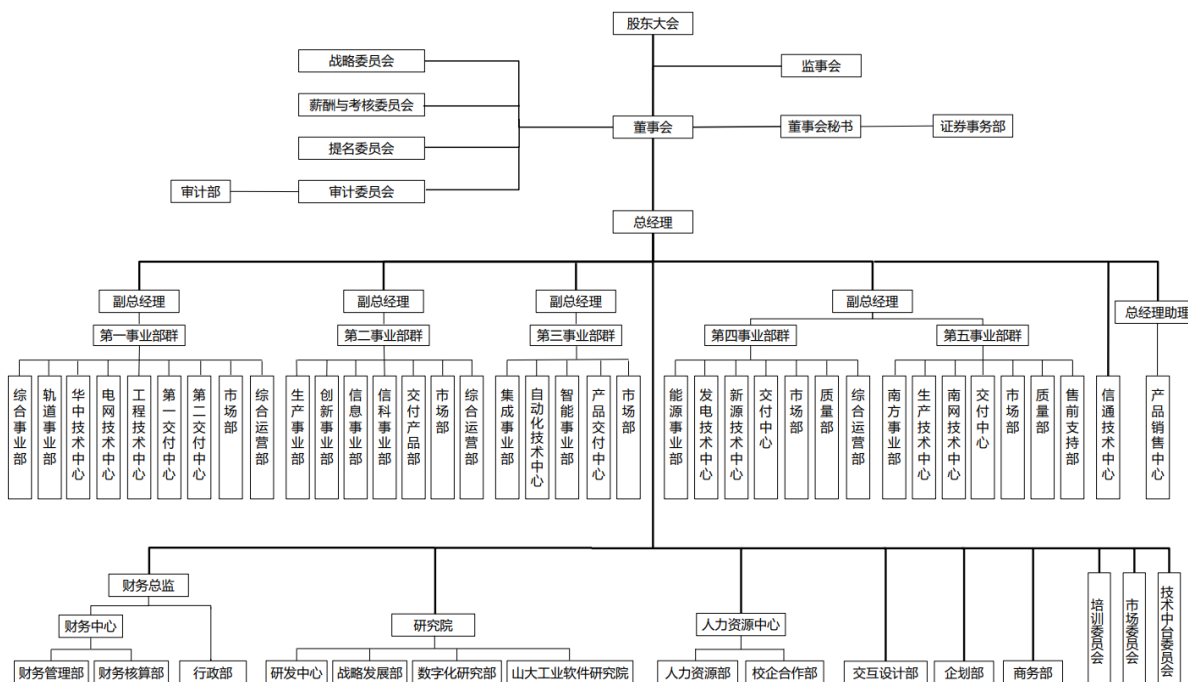 股东大会
战略委员会
监事会
薪酬与考核委员会
董事会
董事会秘书
证券事务部
提名委员会
审计部
审计委员会
总经理
副总经理
副总经理
副总经理
副总经理
总经理助理
第一事业部群
第二事业部群
第三事业部群
第四事业部群
第五事业部群
综合事业部
轨道事业部
华中技术中心
电网技术中心
工程技术中心
第一交付中心
第二交付中心
市场部
综合运营部
生产事业部
创新事业部
信息事业部
信科事业部
交付产品部
市场部
综合运营部
集成事业部
自动化技术中心
智能事业部
产品交付中心
市场部
能源事业部
发电技术中心
新源技术中心
交付中心
市场部
质量部
综合运营部
南方事业部
生产技术中心
南网技术中心
交付中心
市场部
质量部
售前支持部
信通技术中心
产品销售中心
财务总监
财务中心
研究院
人力资源中心
培训委员会
市场委员会
技术中台委员会
财务管理部
财务核算部
行政部
研发中心
战略发展部
数字化研究部
山大工业软件研究院
人力资源部
校企合作部
交互设计部
企划部
商务部